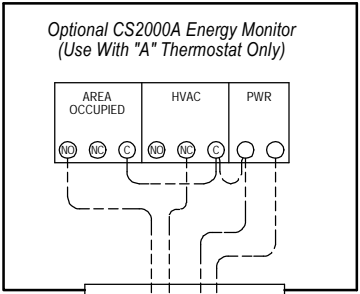 Optional CS2000A Energy Monitor
(Use With "A" Thermostat Only)
AREA OCCUPIED
HVAC
PWR
NO NC C NO NC C